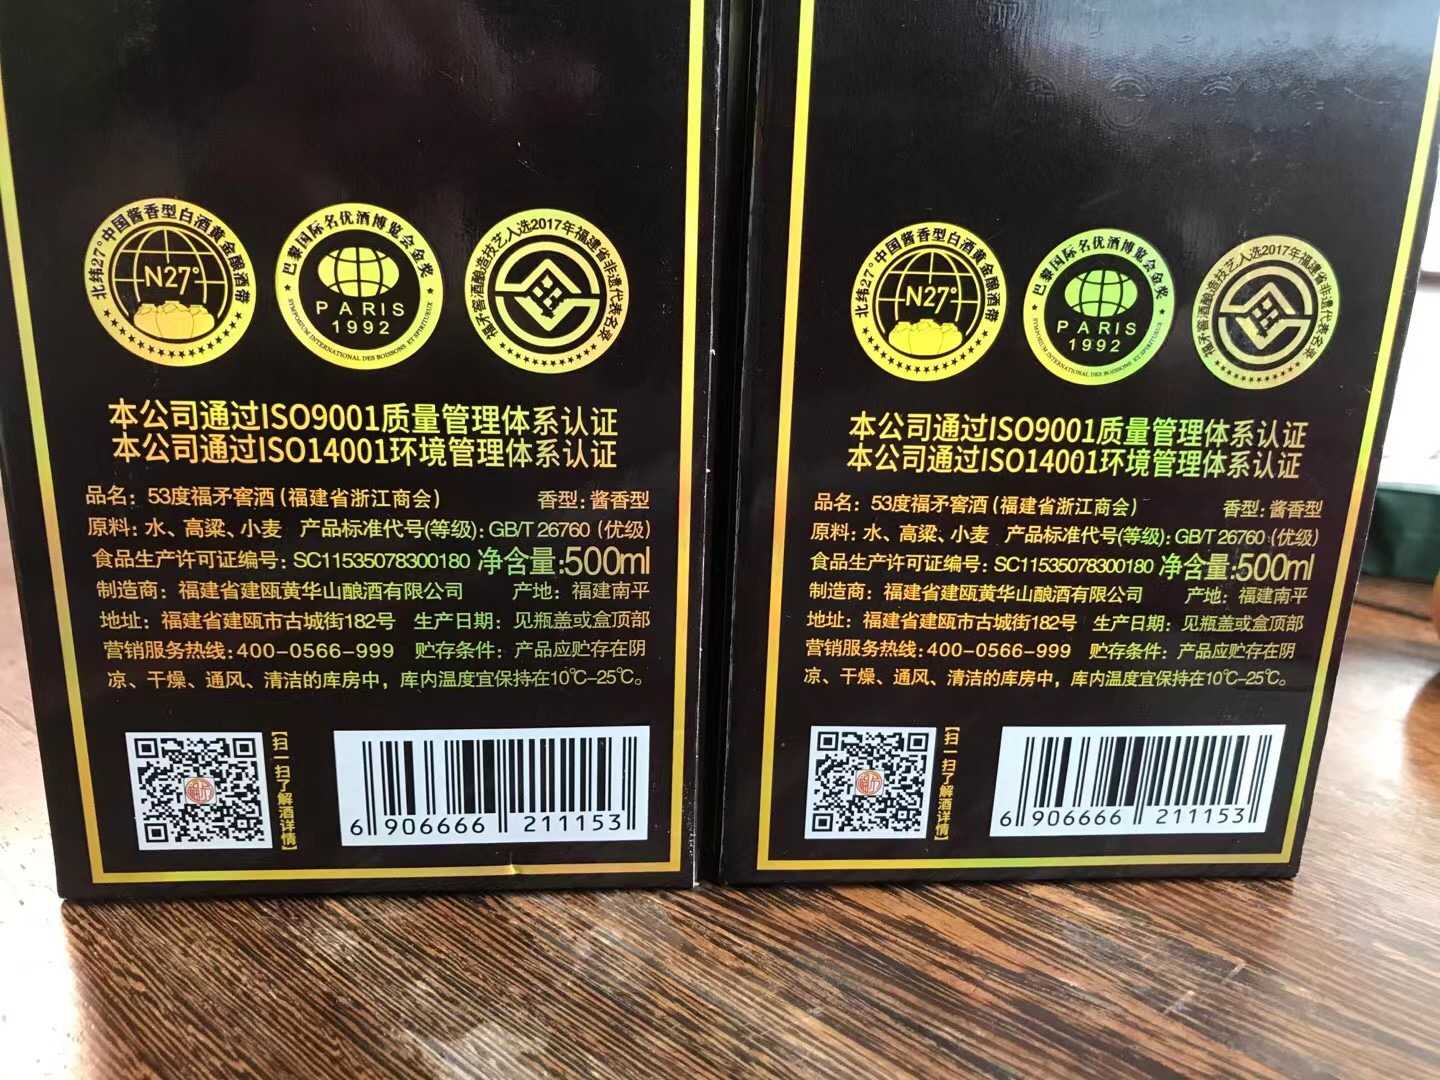 北纬27°中国酱香型白酒黄金酿酒带
N27°
巴黎国际名优酒博览会金奖
PARIS
1992
SYMPOSIUM INTERNATIONAL DES BOISSONS ET SPIRITUEUX
福矛窖酒酿造技艺入选2017年福建省非遗代表名录
本公司通过ISO9001质量管理体系认证
本公司通过ISO14001环境管理体系认证
品名：53度福矛窖酒（福建省浙江商会） 香型：酱香型
原料：水、高粱、小麦 产品标准代号(等级)：GB/T 26760（优级）
食品生产许可证编号：SC11535078300180 净含量:500ml
制造商：福建省建瓯黄华山酿酒有限公司 产地：福建南平
地址：福建省建瓯市古城街182号 生产日期：见瓶盖或盒顶部
营销服务热线:400-0566-999 贮存条件：产品应贮存在阴
凉、干燥、通风、清洁的库房中，库内温度宜保持在10℃-25℃。
【扫一扫了解酒详情】
6 906666 211153
北纬27°中国酱香型白酒黄金酿酒带
N27°
巴黎国际名优酒博览会金奖
PARIS
1992
SYMPOSIUM INTERNATIONAL DES BOISSONS ET SPIRITUEUX
福矛窖酒酿造技艺入选2017年福建省非遗代表名录
本公司通过ISO9001质量管理体系认证
本公司通过ISO14001环境管理体系认证
品名：53度福矛窖酒（福建省浙江商会） 香型：酱香型
原料：水、高粱、小麦 产品标准代号(等级)：GB/T 26760（优级）
食品生产许可证编号：SC11535078300180 净含量:500ml
制造商：福建省建瓯黄华山酿酒有限公司 产地：福建南平
地址：福建省建瓯市古城街182号 生产日期：见瓶盖或盒顶部
营销服务热线:400-0566-999 贮存条件：产品应贮存在阴
凉、干燥、通风、清洁的库房中，库内温度宜保持在10℃-25℃。
【扫一扫了解酒详情】
6 906666 211153